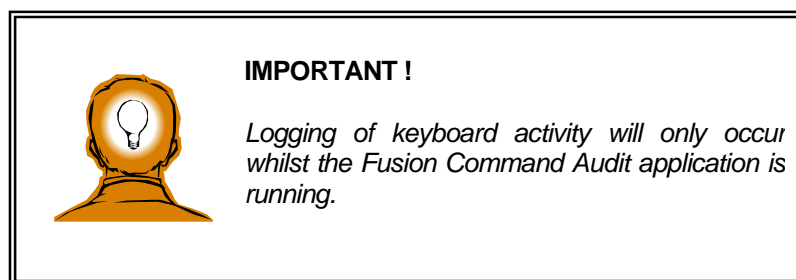 IMPORTANT !
Logging of keyboard activity will only occur
whilst the Fusion Command Audit application is
running.